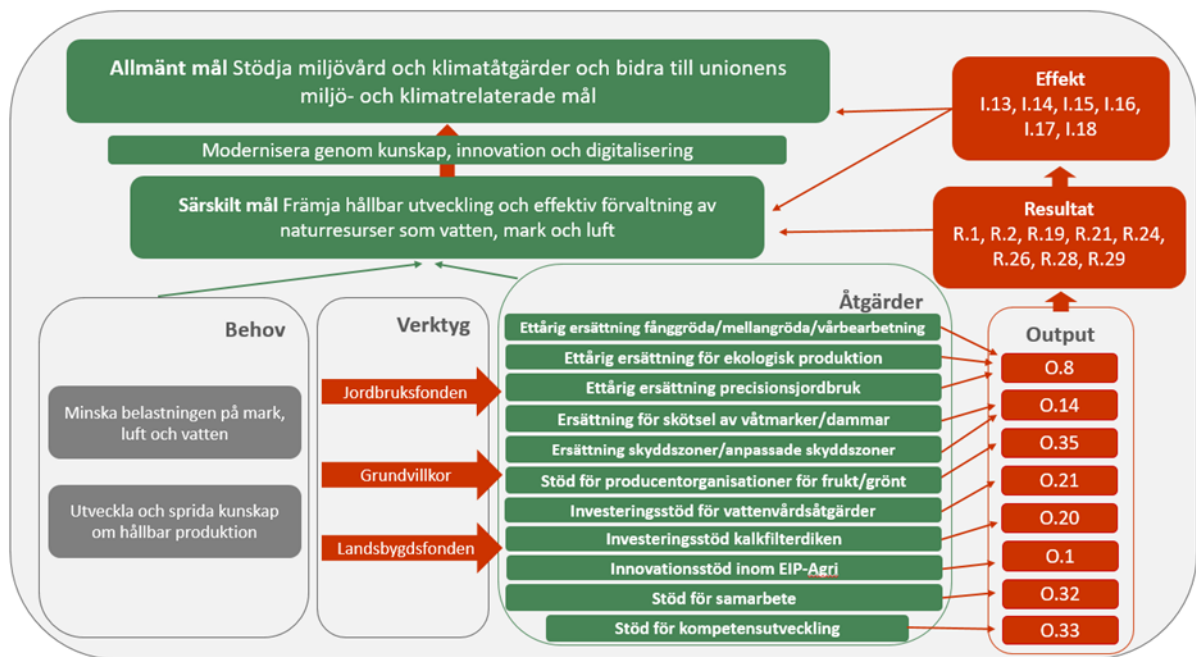 Allmänt mål Stödja miljövård och klimatåtgärder och bidra till unionens
miljö- och klimatrelaterade mål
Modernisera genom kunskap, innovation och digitalisering
Särskilt mål Främja hållbar utveckling och effektiv förvaltning av
naturresurser som vatten, mark och luft
Effekt
I.13, I.14, I.15, I.16,
I.17, I.18
Resultat
R.1, R.2, R.19, R.21, R.24,
R.26, R.28, R.29
Behov
Minska belastningen på mark,
luft och vatten
Utveckla och sprida kunskap
om hållbar produktion
Verktyg
Jordbruksfonden
Grundvillkor
Landsbygdsfonden
Åtgärder
Ettårig ersättning fånggröda/mellangröda/vårbearbetning
Ettårig ersättning för ekologisk produktion
Ettårig ersättning precisionsjordbruk
Ersättning för skötsel av våtmarker/dammar
Ersättning skyddszoner/anpassade skyddszoner
Stöd för producentorganisationer för frukt/grönt
Investeringsstöd för vattenvårdsåtgärder
Investeringsstöd kalkfilterdiken
Innovationsstöd inom EIP-Agri
Stöd för samarbete
Stöd för kompetensutveckling
Output
O.8
O.14
O.35
O.21
O.20
O.1
O.32
O.33